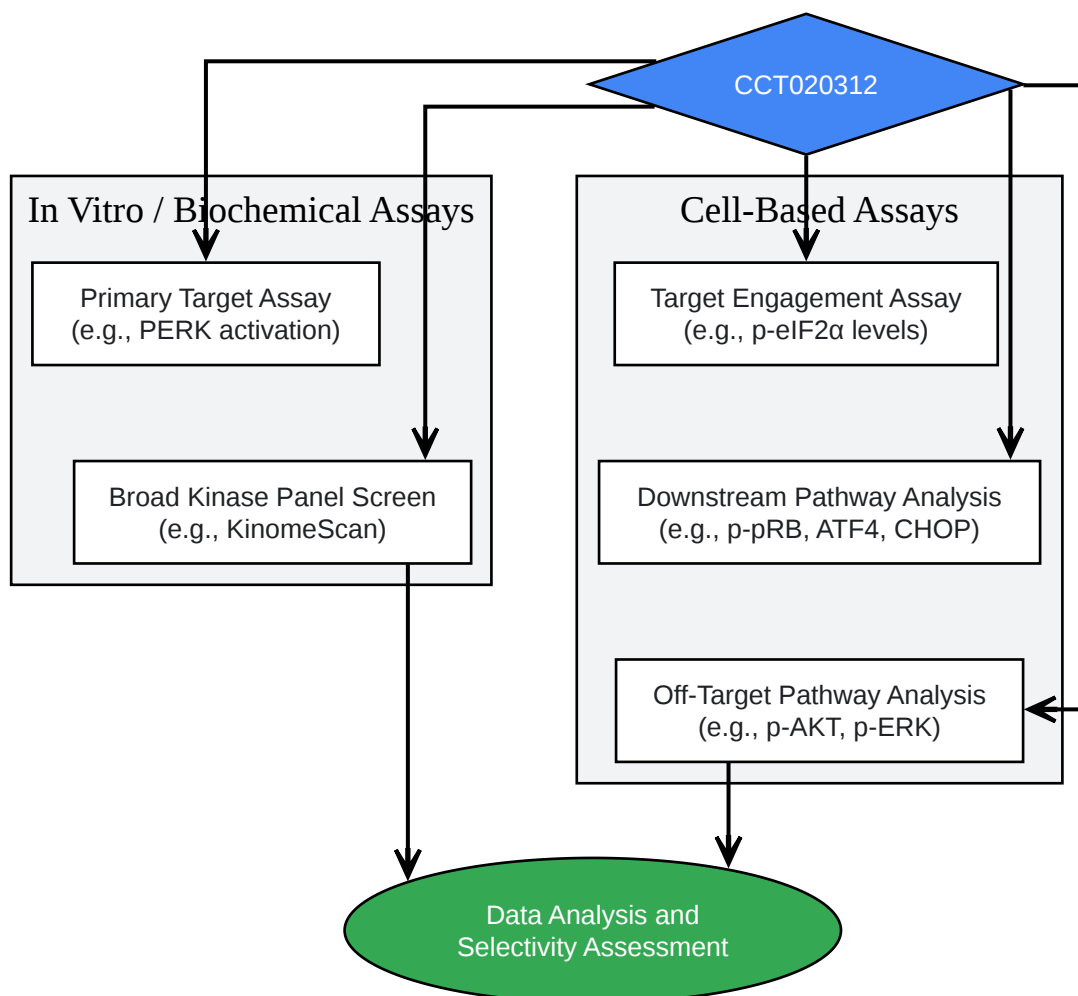 CCT020312
In Vitro / Biochemical Assays
Primary Target Assay
(e.g., PERK activation)
Broad Kinase Panel Screen
(e.g., KinomeScan)
Cell-Based Assays
Target Engagement Assay
(e.g., p-eIF2α levels)
Downstream Pathway Analysis
(e.g., p-pRB, ATF4, CHOP)
Off-Target Pathway Analysis
(e.g., p-AKT, p-ERK)
Data Analysis and
Selectivity Assessment